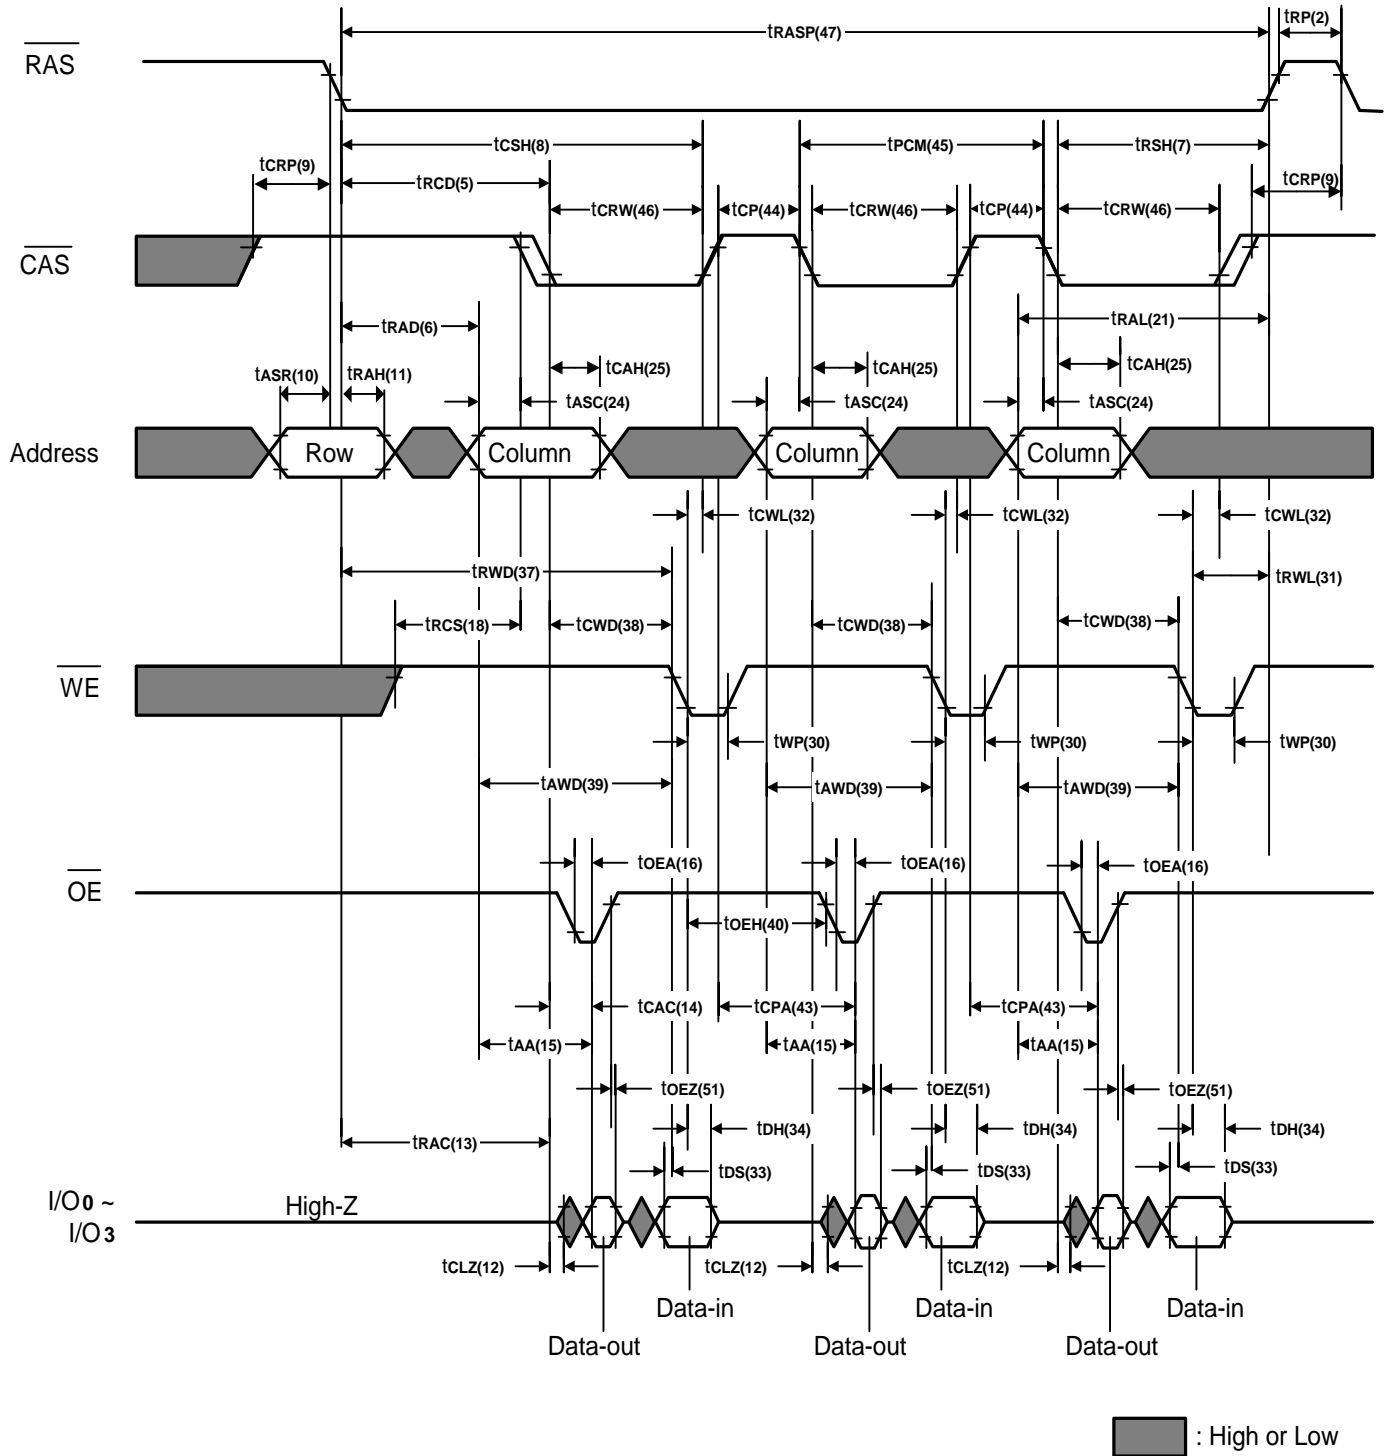 tRASP(47) tRP(2)
RAS
tCSH(8) tPCM(45) tRSH(7)
tCRP(9) tRCD(5) tCRP(9)
tCRW(46) tCP(44) tCRW(46) tCP(44) tCRW(46)
CAS
tRAD(6) tRAL(21)
tASR(10) tRAH(11) tCAH(25) tCAH(25) tCAH(25)
tASC(24) tASC(24) tASC(24)
Address Row Column Column Column
tCWL(32) tCWL(32) tCWL(32)
tRWD(37) tRWL(31)
tRCS(18) tCWD(38) tCWD(38) tCWD(38)
WE
tWP(30) tWP(30) tWP(30)
tAWD(39) tAWD(39) tAWD(39)
tOEA(16) tOEA(16) tOEA(16)
OE
tOEH(40)
tCAC(14) tCPA(43) tCPA(43)
tAA(15) tAA(15) tAA(15)
tOEZ(51) tOEZ(51) tOEZ(51)
tRAC(13) tDH(34) tDH(34) tDH(34)
tDS(33) tDS(33) tDS(33)
I/O0 ~ High-Z
I/O3
tCLZ(12) tCLZ(12) tCLZ(12)
Data-in Data-in Data-in
Data-out Data-out Data-out
: High or Low